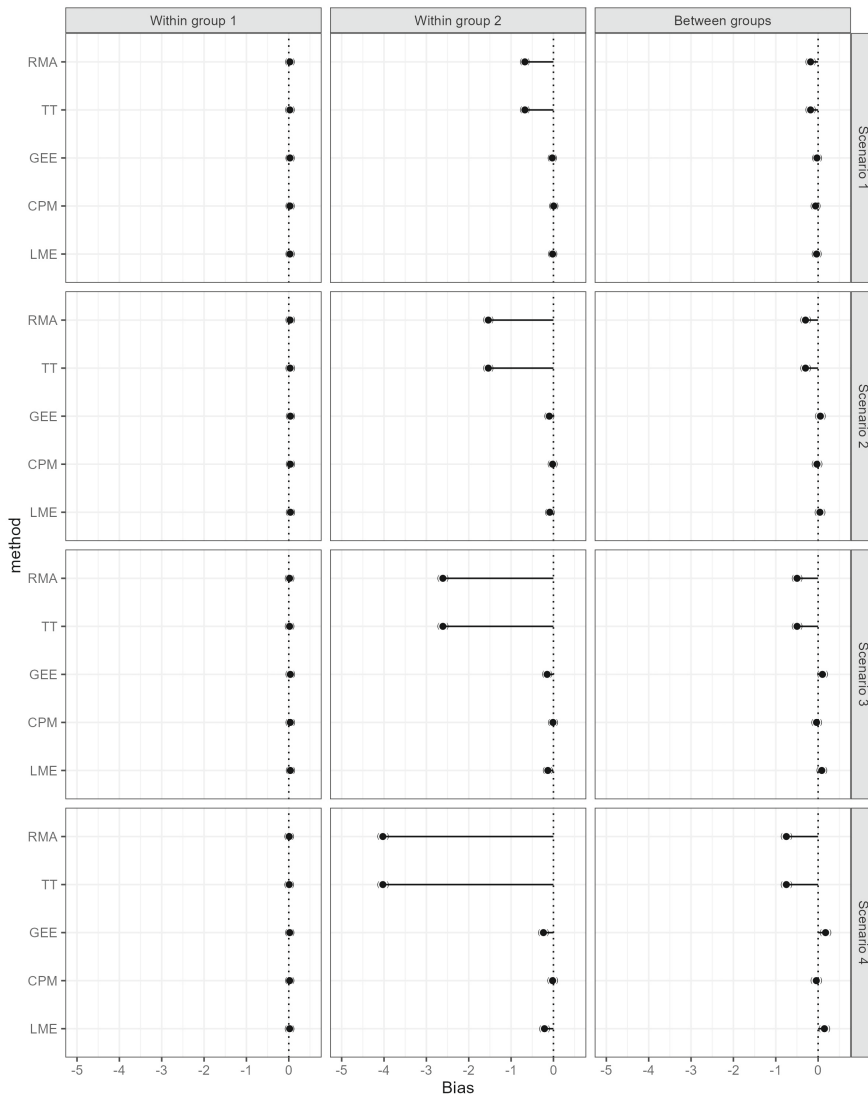 Within group 1
Within group 2
Between groups
RMA
TT
GEE
CPM
LME
Scenario 1
RMA
TT
GEE
CPM
LME
Scenario 2
method
RMA
TT
GEE
CPM
LME
Scenario 3
RMA
TT
GEE
CPM
LME
Scenario 4
-5 -4 -3 -2 -1 0
-5 -4 -3 -2 -1 0
-5 -4 -3 -2 -1 0
Bias